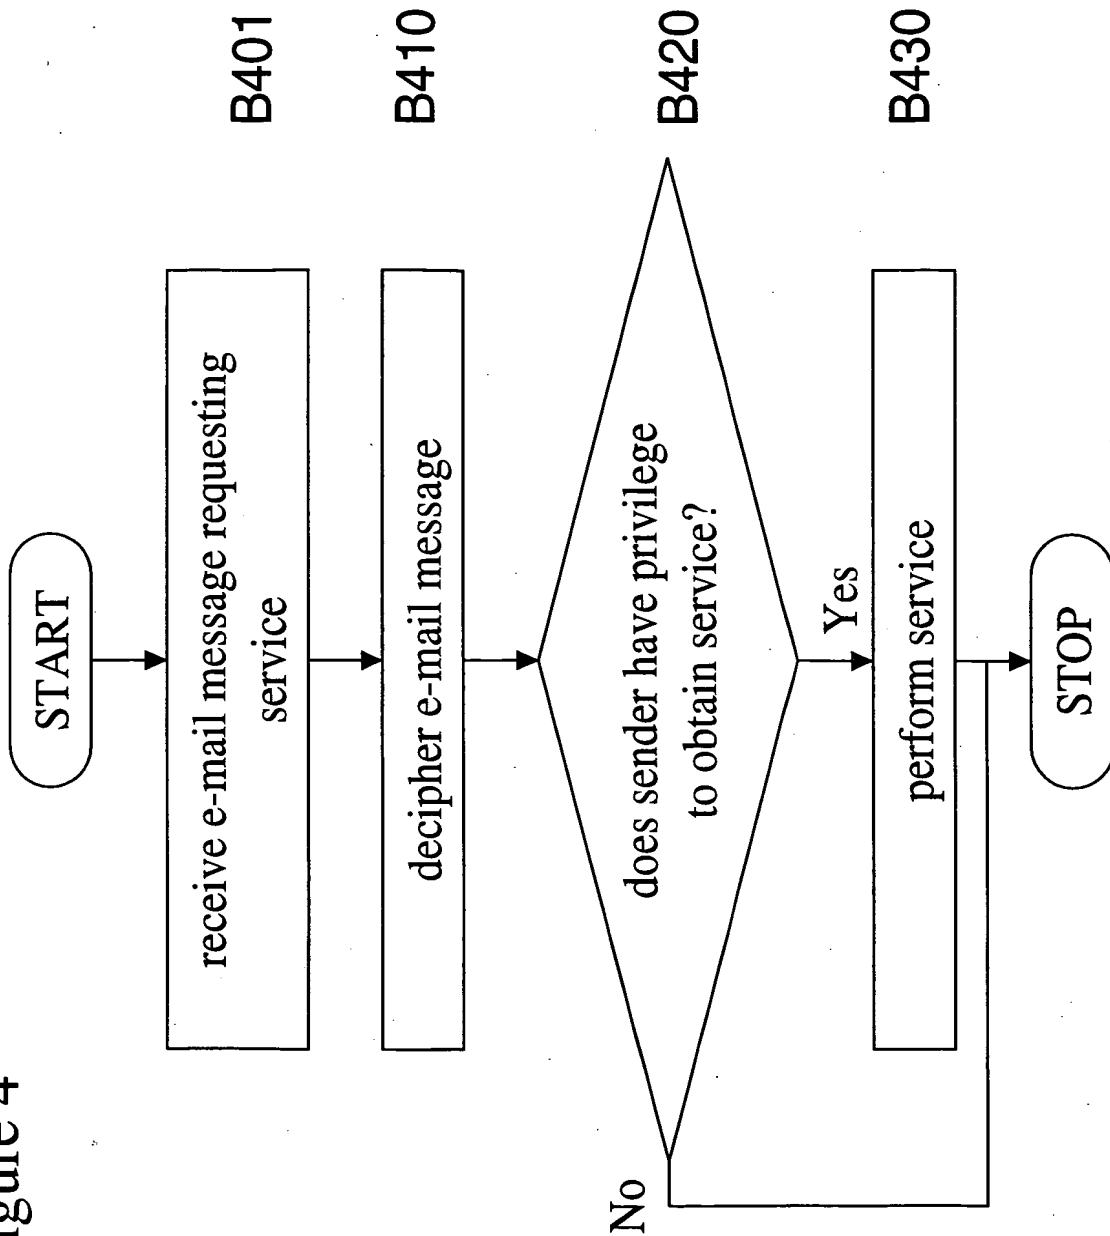 igure 4
START
receive e-mail message requesting
service
B401
decipher e-mail message
B410
does sender have privilege
to obtain service?
B420
No
Yes
perform service
B430
STOP